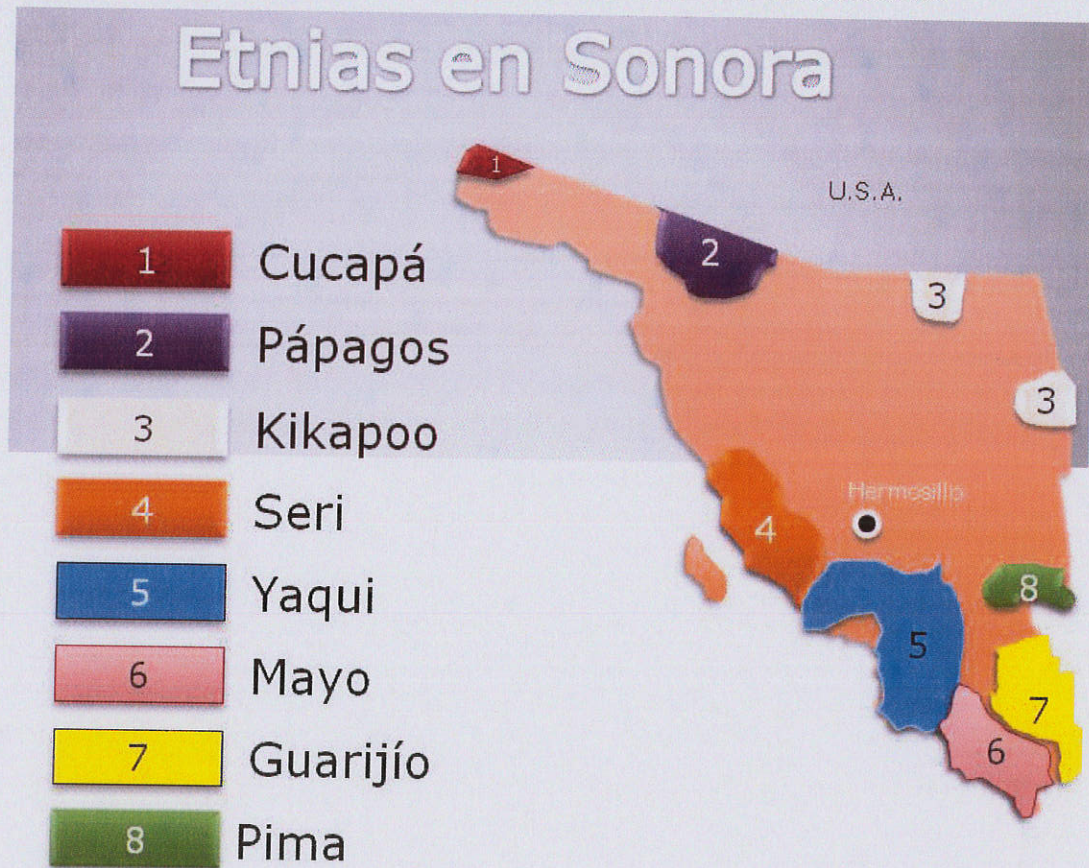 Etnias en Sonora
U.S.A.
1
2
3
3
Hermosillo
4
5
8
7
6
1 Cucapá
2 Pápagos
3 Kikapoo
4 Seri
5 Yaqui
6 Mayo
7 Guarijío
8 Pima